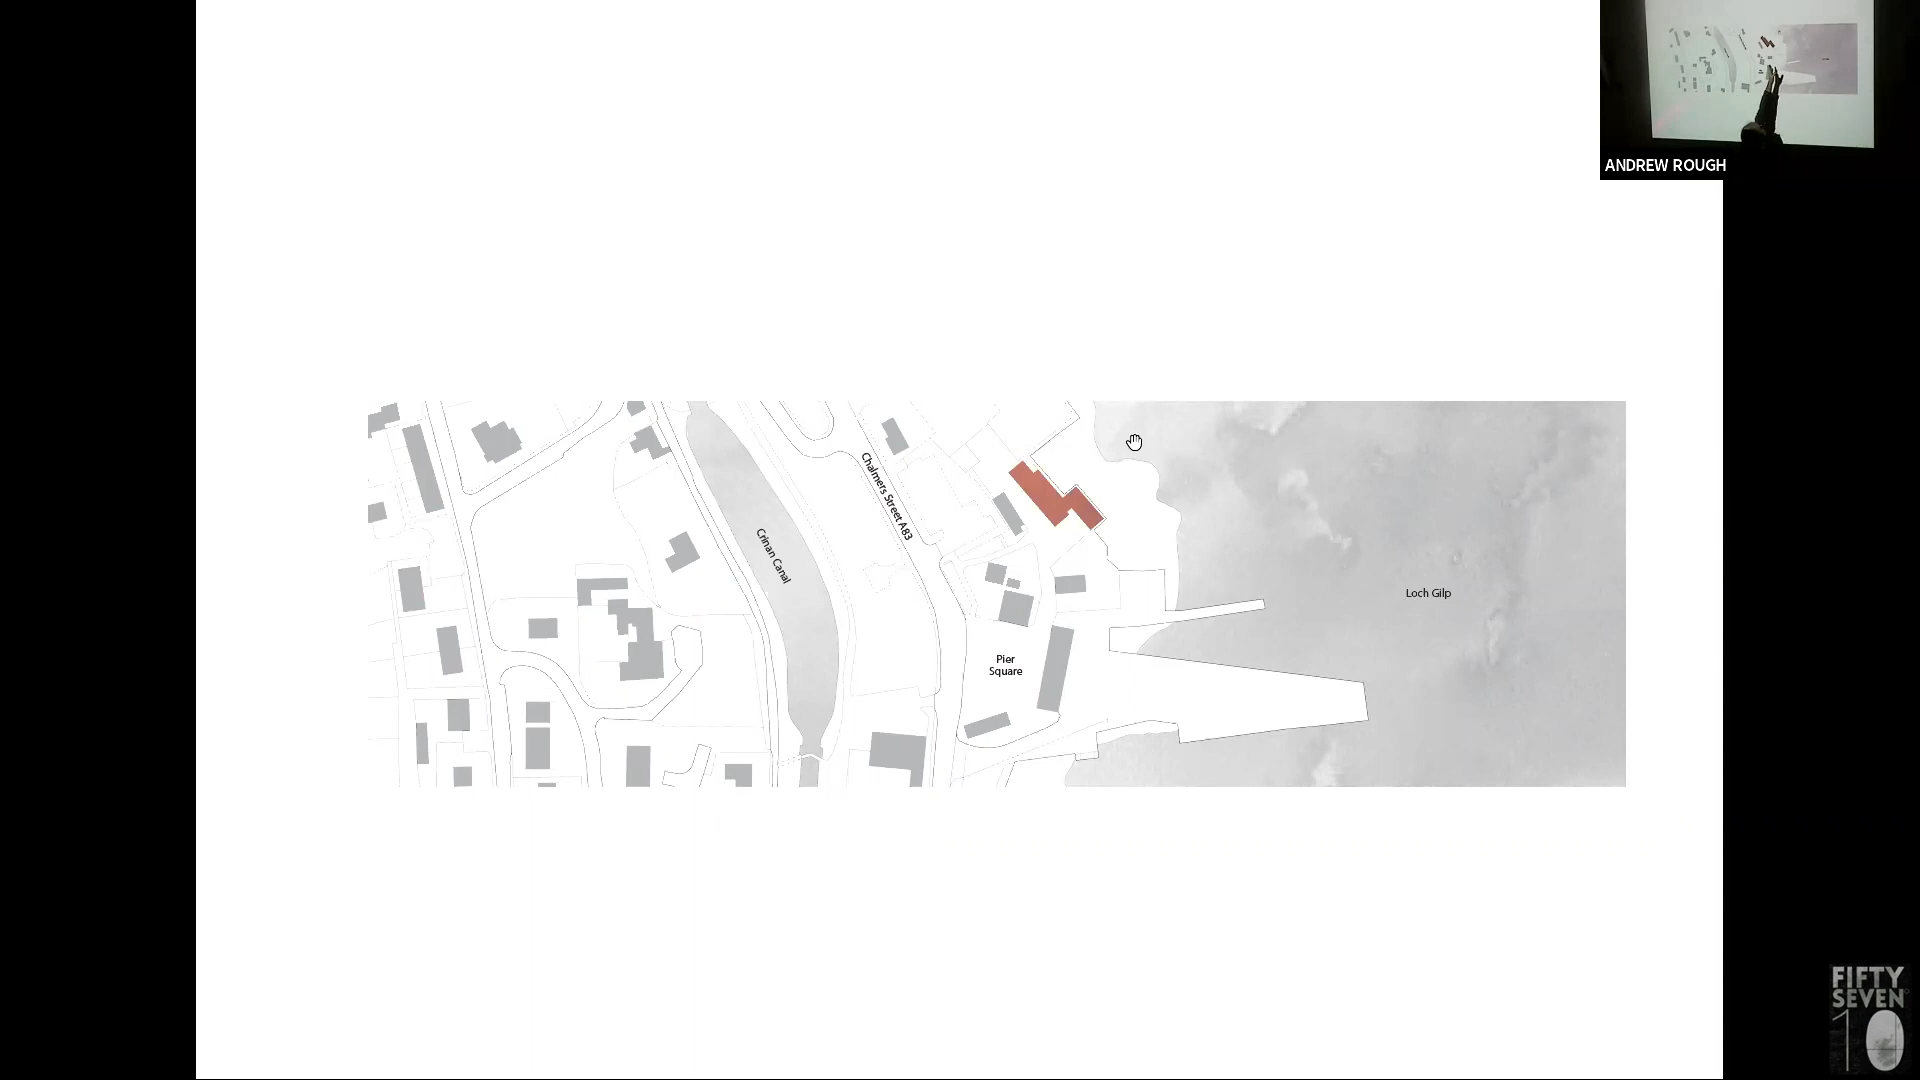 ANDREW ROUGH
Chalmers Street A83
Crinan Canal
Loch Gilp
Pier
Square
FIFTY
SEVEN
10